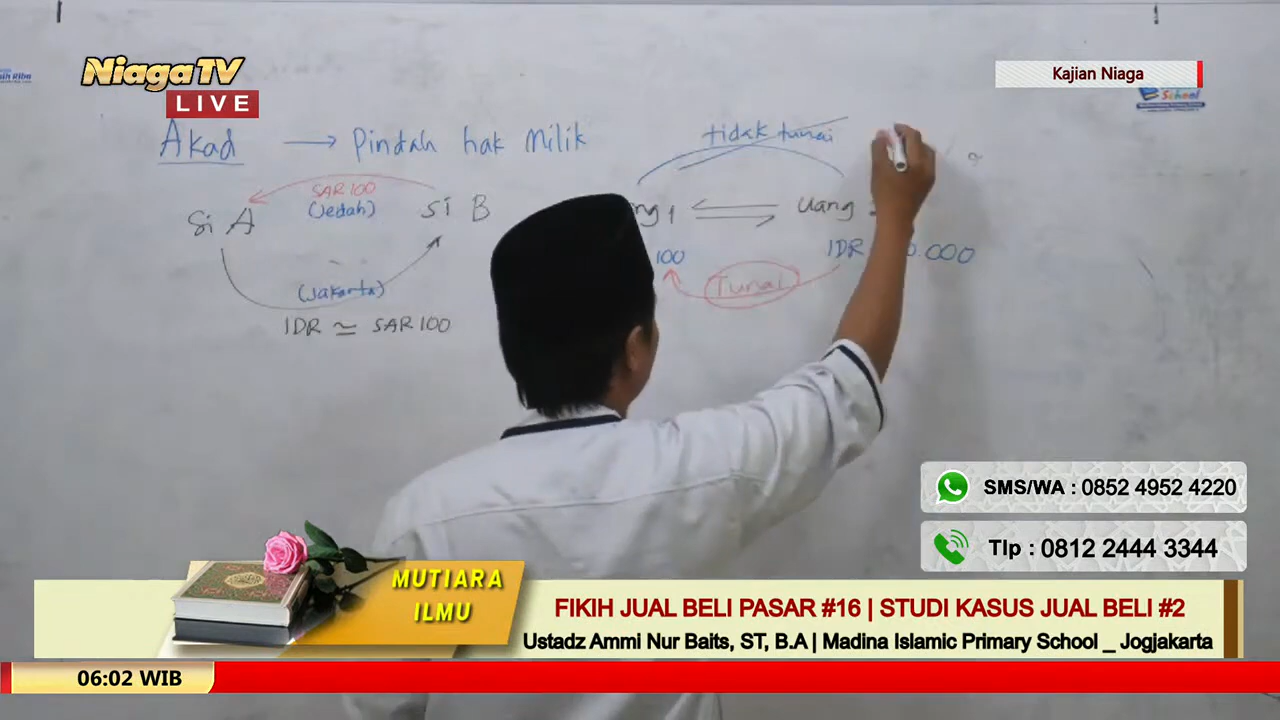 NiagaTV
LIVE
Kajian Niaga
School
Akad → Pindah hak Milik
tidak tunai
SAR 100
(Jedah)
Si A
Si B
Uang
100
IDR
0.000
Tunai
(Jakarta)
IDR ≃ SAR 100
SMS/WA : 0852 4952 4220
Tlp : 0812 2444 3344
MUTIARA
ILMU
FIKIH JUAL BELI PASAR #16 | STUDI KASUS JUAL BELI #2
Ustadz Ammi Nur Baits, ST, B.A | Madina Islamic Primary School _ Jogjakarta
06:02 WIB